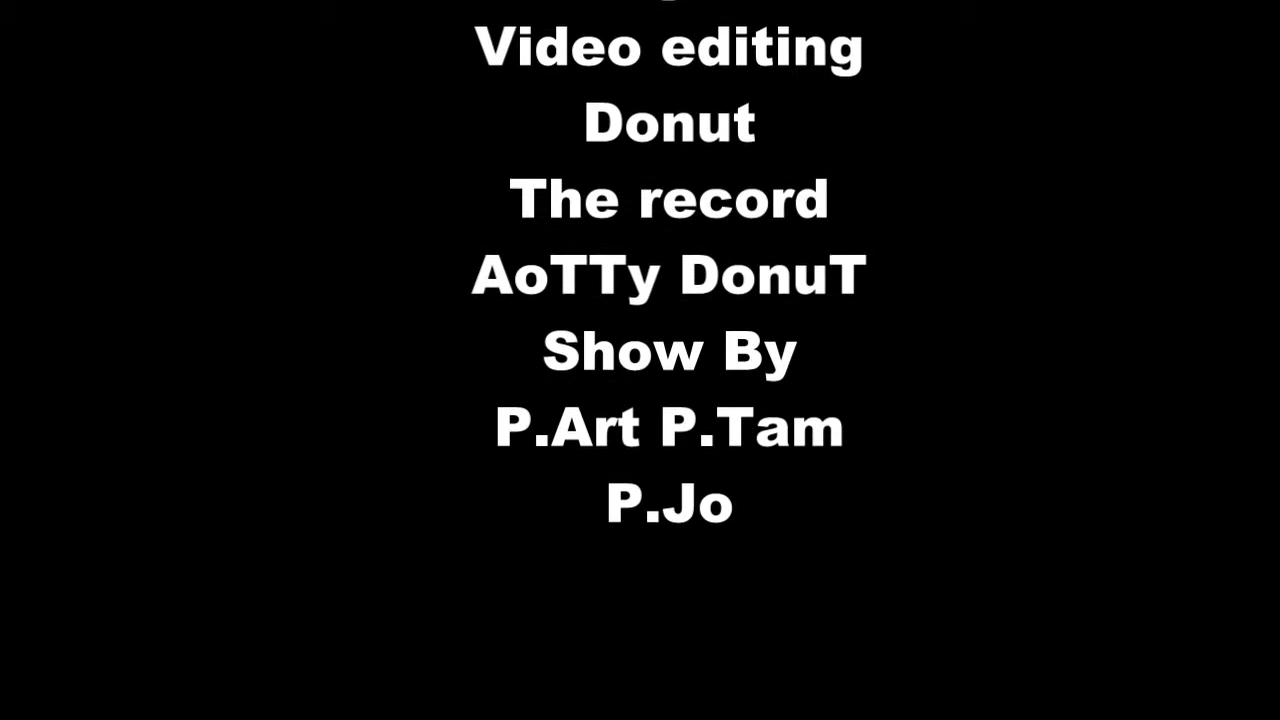 Video editing
Donut
The record
AoTTy DonuT
Show By
P.Art P.Tam
P.Jo